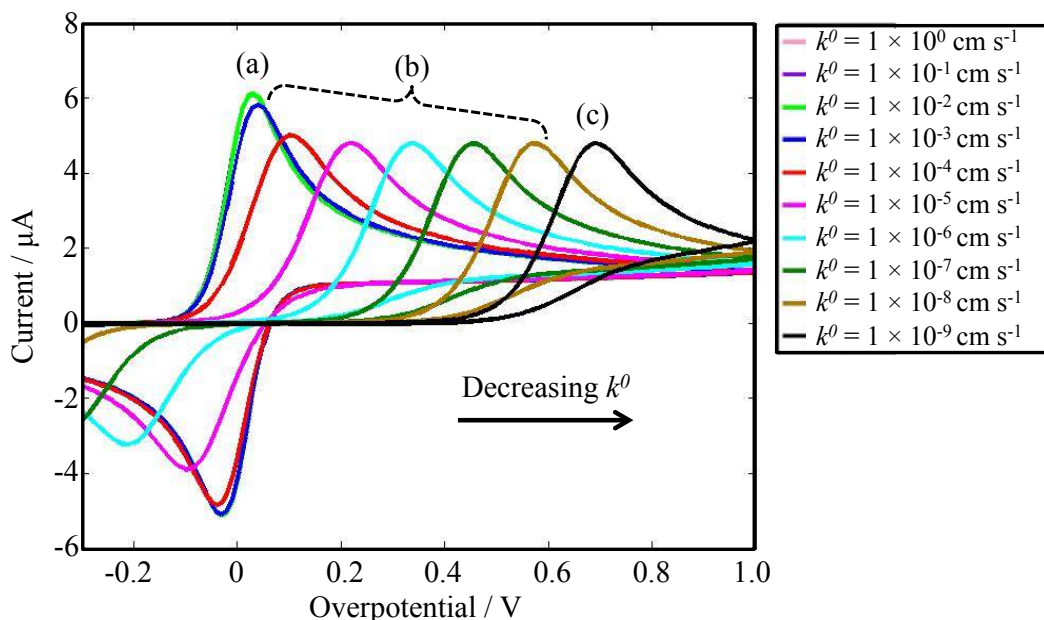 8
6
4
2
0
-2
-4
-6
Current / µA
(a)
(b)
(c)
Decreasing k⁰
-0.2 0 0.2 0.4 0.6 0.8 1.0
Overpotential / V
k⁰ = 1 × 10⁰ cm s⁻¹
k⁰ = 1 × 10⁻¹ cm s⁻¹
k⁰ = 1 × 10⁻² cm s⁻¹
k⁰ = 1 × 10⁻³ cm s⁻¹
k⁰ = 1 × 10⁻⁴ cm s⁻¹
k⁰ = 1 × 10⁻⁵ cm s⁻¹
k⁰ = 1 × 10⁻⁶ cm s⁻¹
k⁰ = 1 × 10⁻⁷ cm s⁻¹
k⁰ = 1 × 10⁻⁸ cm s⁻¹
k⁰ = 1 × 10⁻⁹ cm s⁻¹